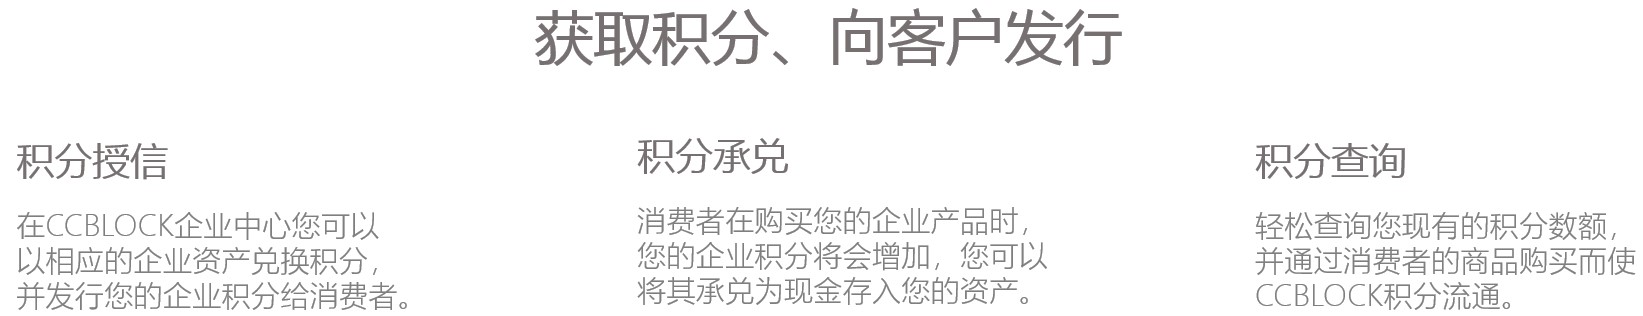 获取积分、向客户发行
积分授信
在CCBLOCK企业中心您可以
以相应的企业资产兑换积分，
并发行您的企业积分给消费者。
积分承兑
消费者在购买您的企业产品时，
您的企业积分将会增加，您可以
将其承兑为现金存入您的资产。
积分查询
轻松查询您现有的积分数额，
并通过消费者的商品购买而使
CCBLOCK积分流通。